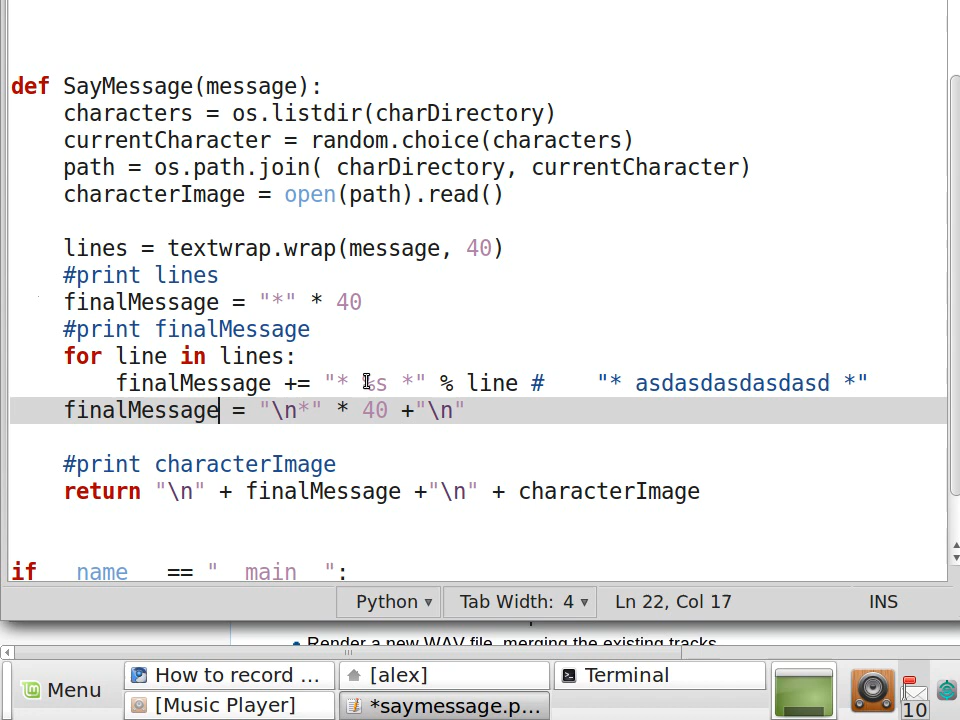 def SayMessage(message):
    characters = os.listdir(charDirectory)
    currentCharacter = random.choice(characters)
    path = os.path.join( charDirectory, currentCharacter)
    characterImage = open(path).read()
    lines = textwrap.wrap(message, 40)
    #print lines
    finalMessage = "*" * 40
    #print finalMessage
    for line in lines:
        finalMessage += "* %s *" % line #    "* asdasdasdasdasd *"
    finalMessage = "\n*" * 40 +"\n"
    #print characterImage
    return "\n" + finalMessage +"\n" + characterImage
if __name__ == "__main__":
Python Tab Width: 4 Ln 22, Col 17 INS
Render a new WAV file, merging the existing tracks
Menu How to record ... [alex] Terminal
[Music Player] *saymessage.p... 10